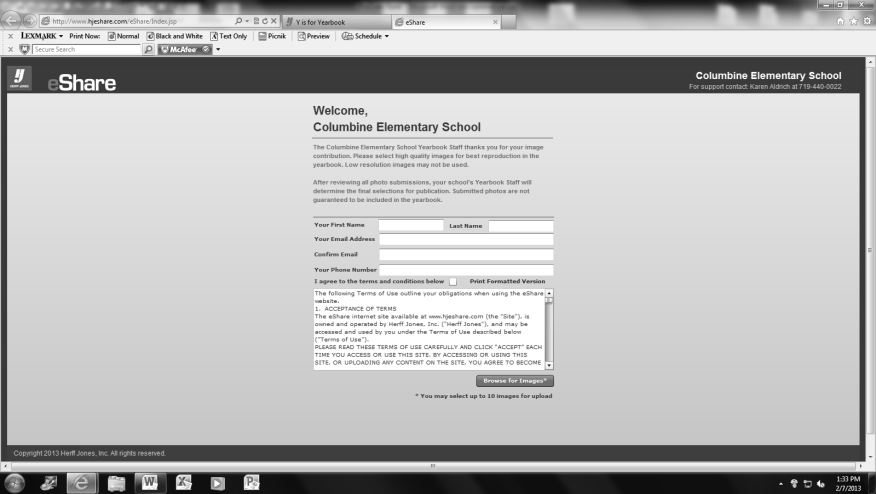 http://www.hjeshare.com/eShare/Index.jsp
Y is for Yearbook
eShare
x LEXMARK Print Now: Normal Black and White Text Only Picnik Preview Schedule
x Secure Search McAfee
HERFF JONES
eShare
Columbine Elementary School
For support contact: Karen Aldrich at 719-440-0022
Welcome,
Columbine Elementary School
The Columbine Elementary School Yearbook Staff thanks you for your image
contribution. Please select high quality images for best reproduction in the
yearbook. Low resolution images may not be used.
After reviewing all photo submissions, your school's Yearbook Staff will
determine the final selections for publication. Submitted photos are not
guaranteed to be included in the yearbook.
Your First Name Last Name
Your Email Address
Confirm Email
Your Phone Number
I agree to the terms and conditions below Print Formatted Version
The following Terms of Use outline your obligations when using the eShare
website.
1. ACCEPTANCE OF TERMS
The eShare internet site available at www.hjeshare.com (the "Site"), is
owned and operated by Herff Jones, Inc. ("Herff Jones"), and may be
accessed and used by you under the Terms of Use described below
("Terms of Use").
PLEASE READ THESE TERMS OF USE CAREFULLY AND CLICK "ACCEPT" EACH
TIME YOU ACCESS OR USE THIS SITE. BY ACCESSING OR USING THIS
SITE, OR UPLOADING ANY CONTENT ON THE SITE, YOU AGREE TO BECOME
Browse for Images*
* You may select up to 10 images for upload
Copyright 2013 Herff Jones, Inc. All rights reserved.
1:33 PM
2/7/2013